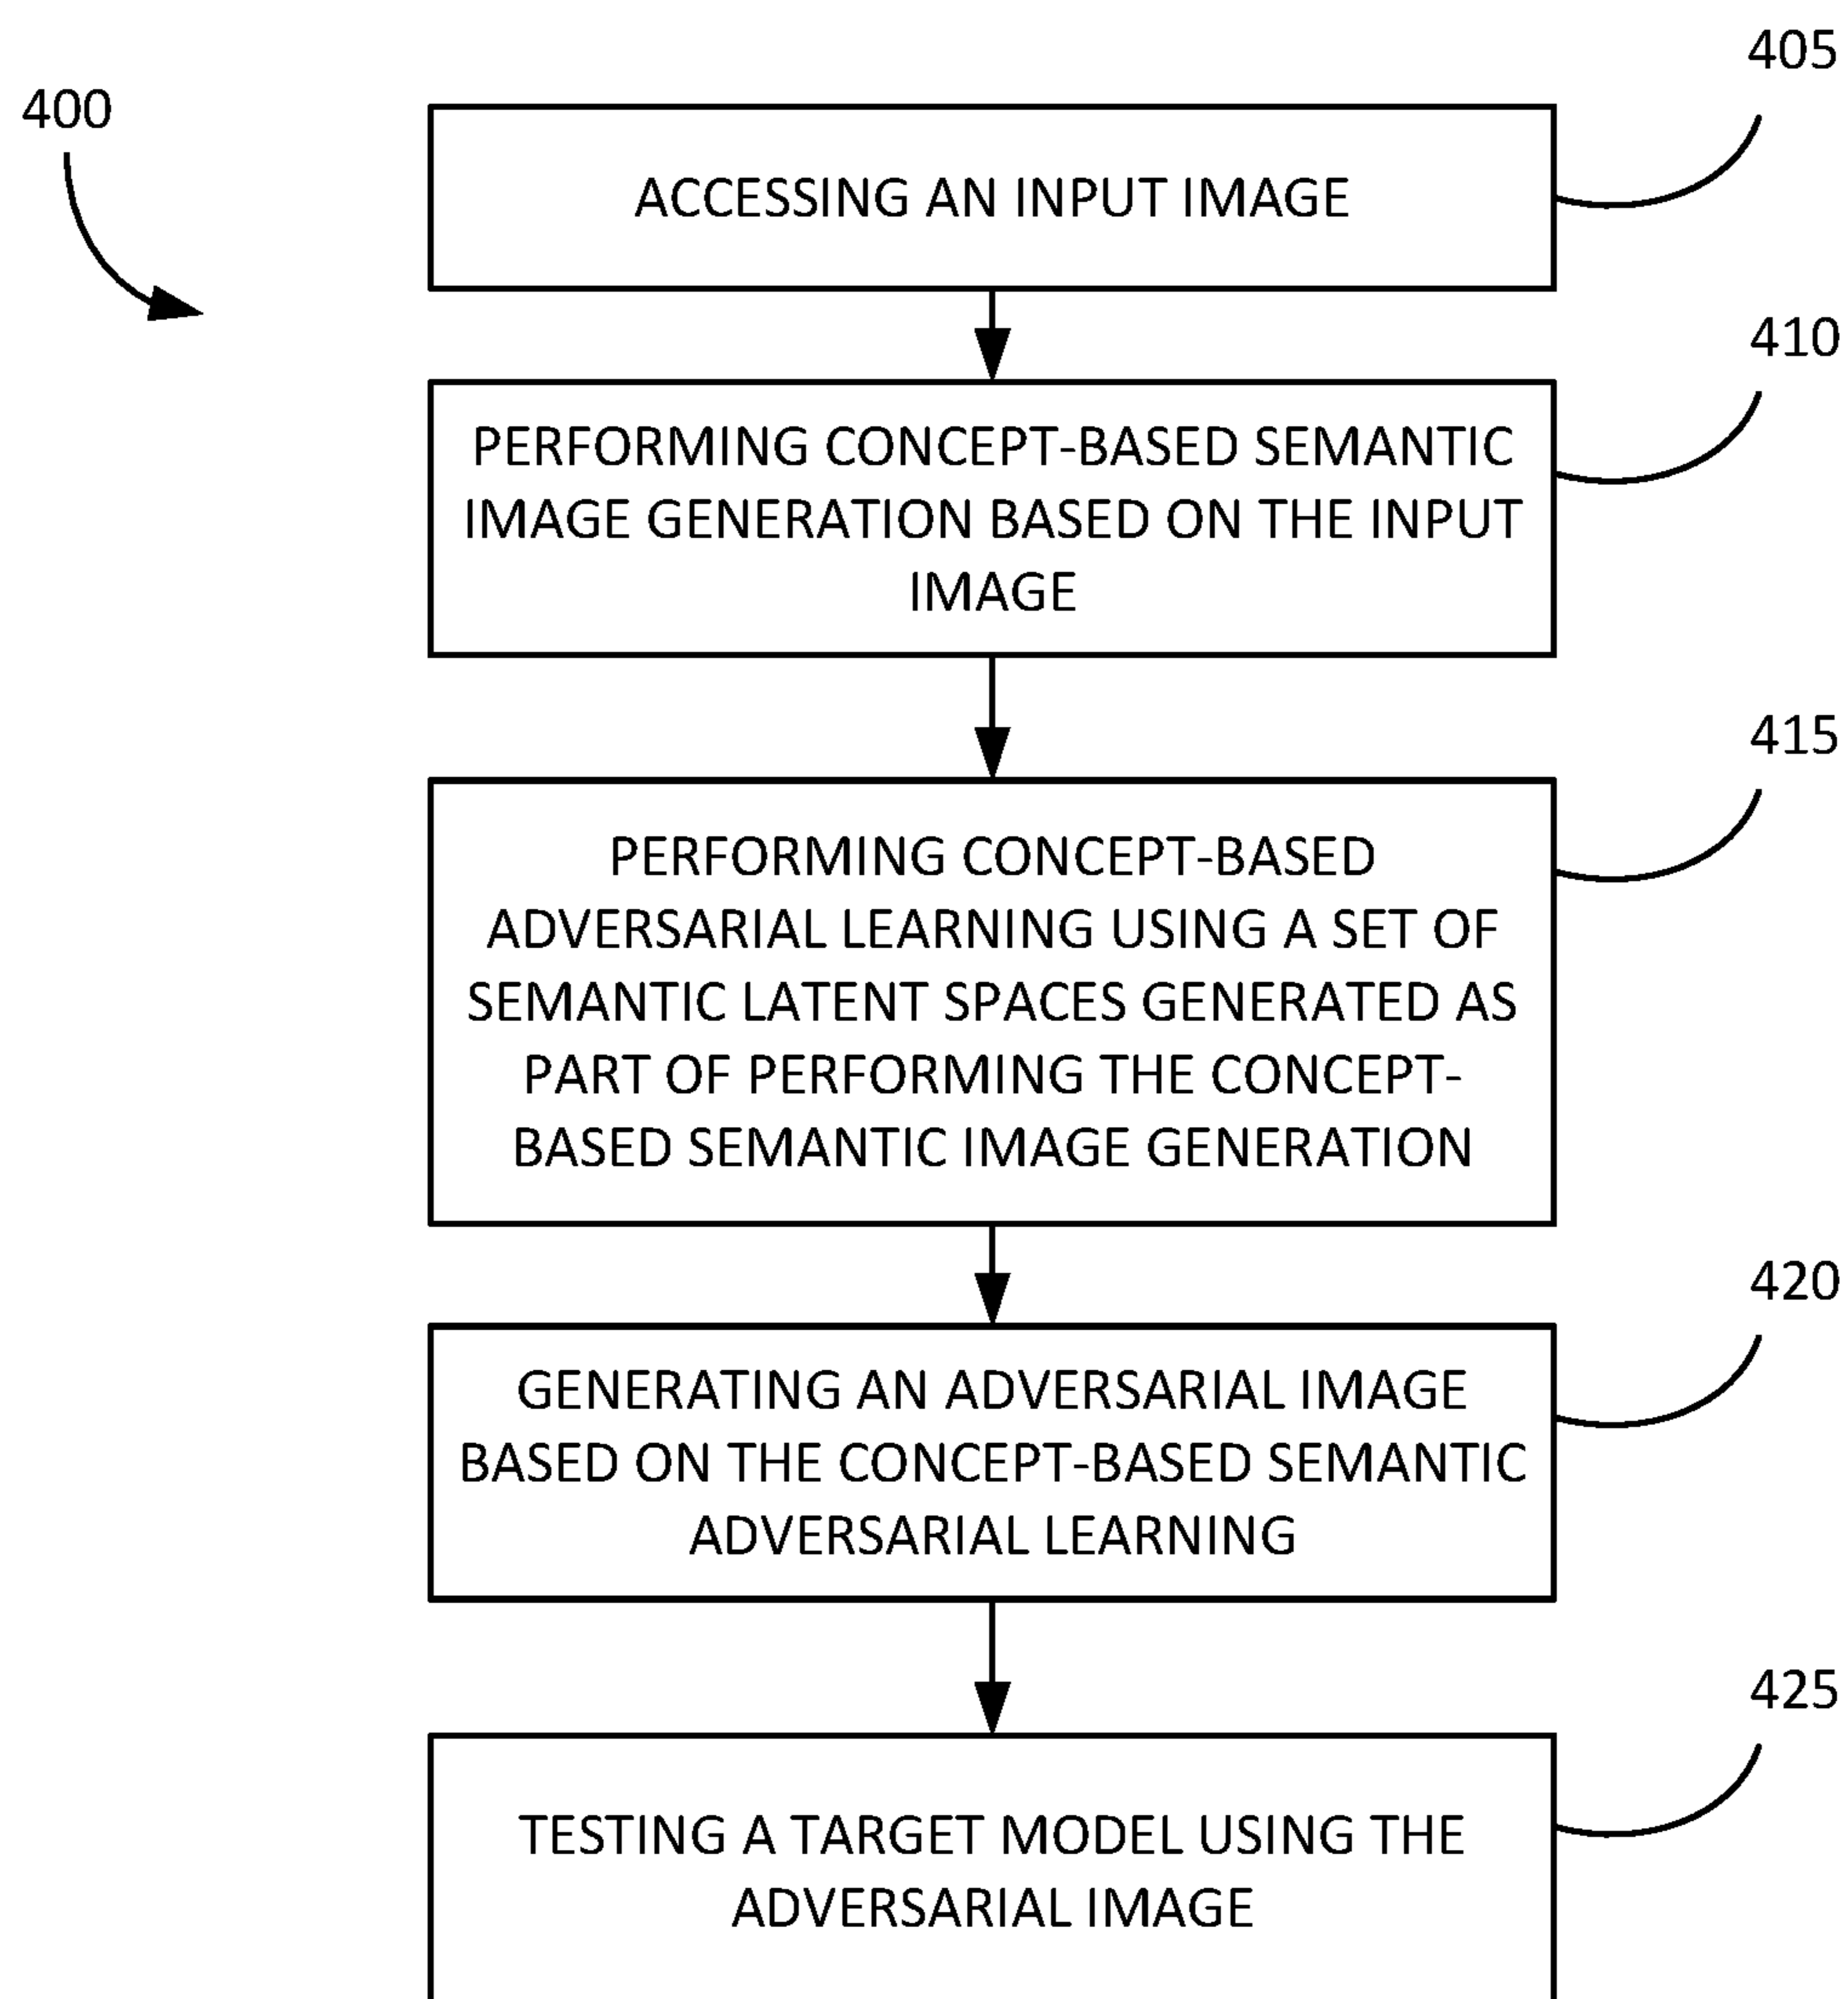 405
400
ACCESSING AN INPUT IMAGE
410
PERFORMING CONCEPT-BASED SEMANTIC
IMAGE GENERATION BASED ON THE INPUT
IMAGE
415
PERFORMING CONCEPT-BASED
ADVERSARIAL LEARNING USING A SET OF
SEMANTIC LATENT SPACES GENERATED AS
PART OF PERFORMING THE CONCEPT-
BASED SEMANTIC IMAGE GENERATION
420
GENERATING AN ADVERSARIAL IMAGE
BASED ON THE CONCEPT-BASED SEMANTIC
ADVERSARIAL LEARNING
425
TESTING A TARGET MODEL USING THE
ADVERSARIAL IMAGE